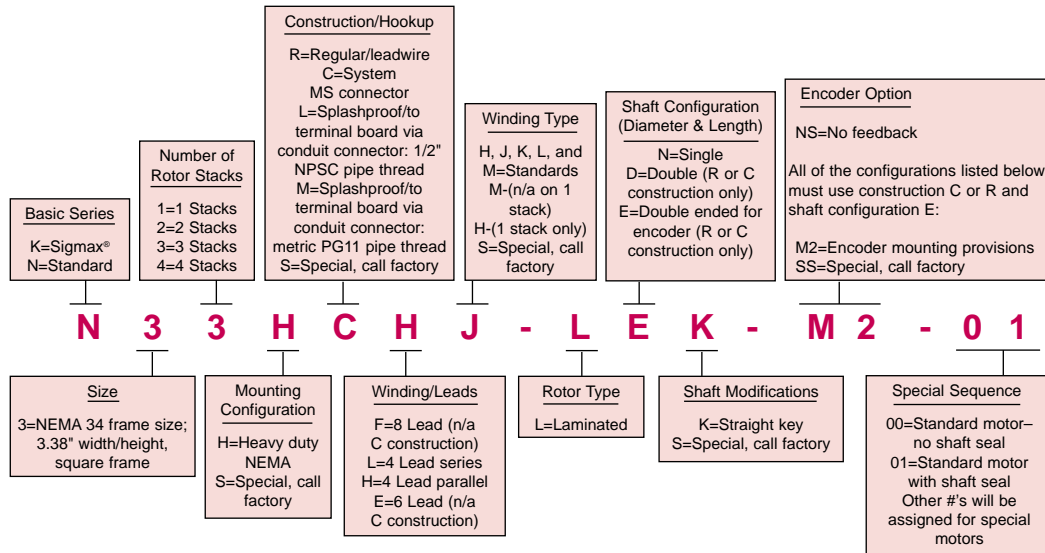 Basic Series
K=Sigmax®
N=Standard
Number of
Rotor Stacks
1=1 Stacks
2=2 Stacks
3=3 Stacks
4=4 Stacks
Construction/Hookup
R=Regular/leadwire
C=System
MS connector
L=Splashproof/to
terminal board via
conduit connector: 1/2"
NPSC pipe thread
M=Splashproof/to
terminal board via
conduit connector:
metric PG11 pipe thread
S=Special, call factory
Winding Type
H, J, K, L, and
M=Standards
M-(n/a on 1
stack)
H-(1 stack only)
S=Special, call
factory
Shaft Configuration
(Diameter & Length)
N=Single
D=Double (R or C
construction only)
E=Double ended for
encoder (R or C
construction only)
Encoder Option
NS=No feedback
All of the configurations listed below
must use construction C or R and
shaft configuration E:
M2=Encoder mounting provisions
SS=Special, call factory
N 3 3 H C H J - L E K - M 2 - 0 1
Size
3=NEMA 34 frame size;
3.38" width/height,
square frame
Mounting
Configuration
H=Heavy duty
NEMA
S=Special, call
factory
Winding/Leads
F=8 Lead (n/a
C construction)
L=4 Lead series
H=4 Lead parallel
E=6 Lead (n/a
C construction)
Rotor Type
L=Laminated
Shaft Modifications
K=Straight key
S=Special, call factory
Special Sequence
00=Standard motor–
no shaft seal
01=Standard motor
with shaft seal
Other #'s will be
assigned for special
motors